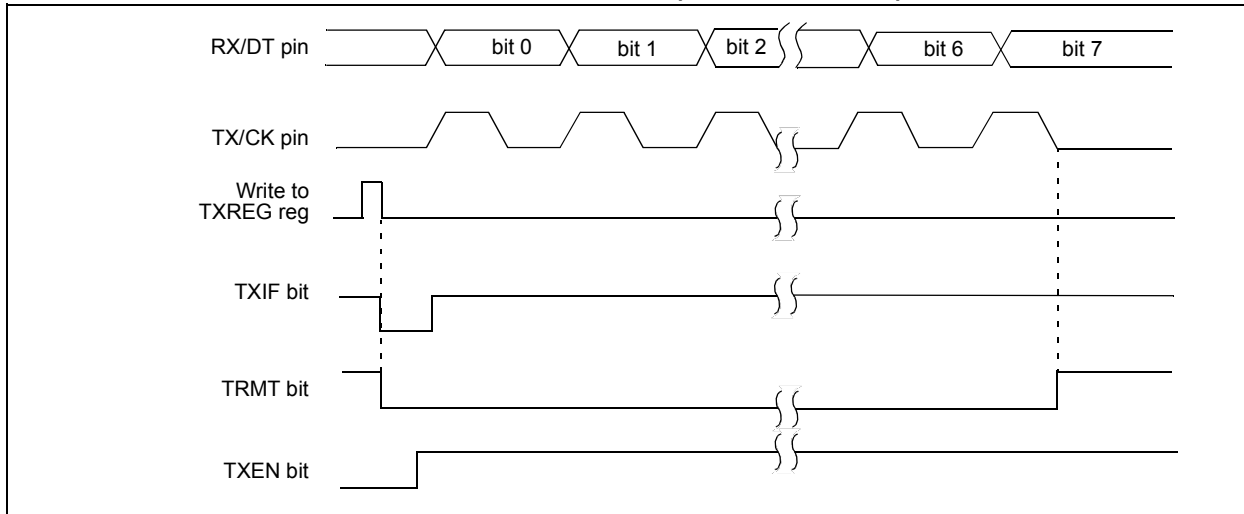 RX/DT pin
bit 0
bit 1
bit 2
bit 6
bit 7
TX/CK pin
Write to
TXREG reg
TXIF bit
TRMT bit
TXEN bit